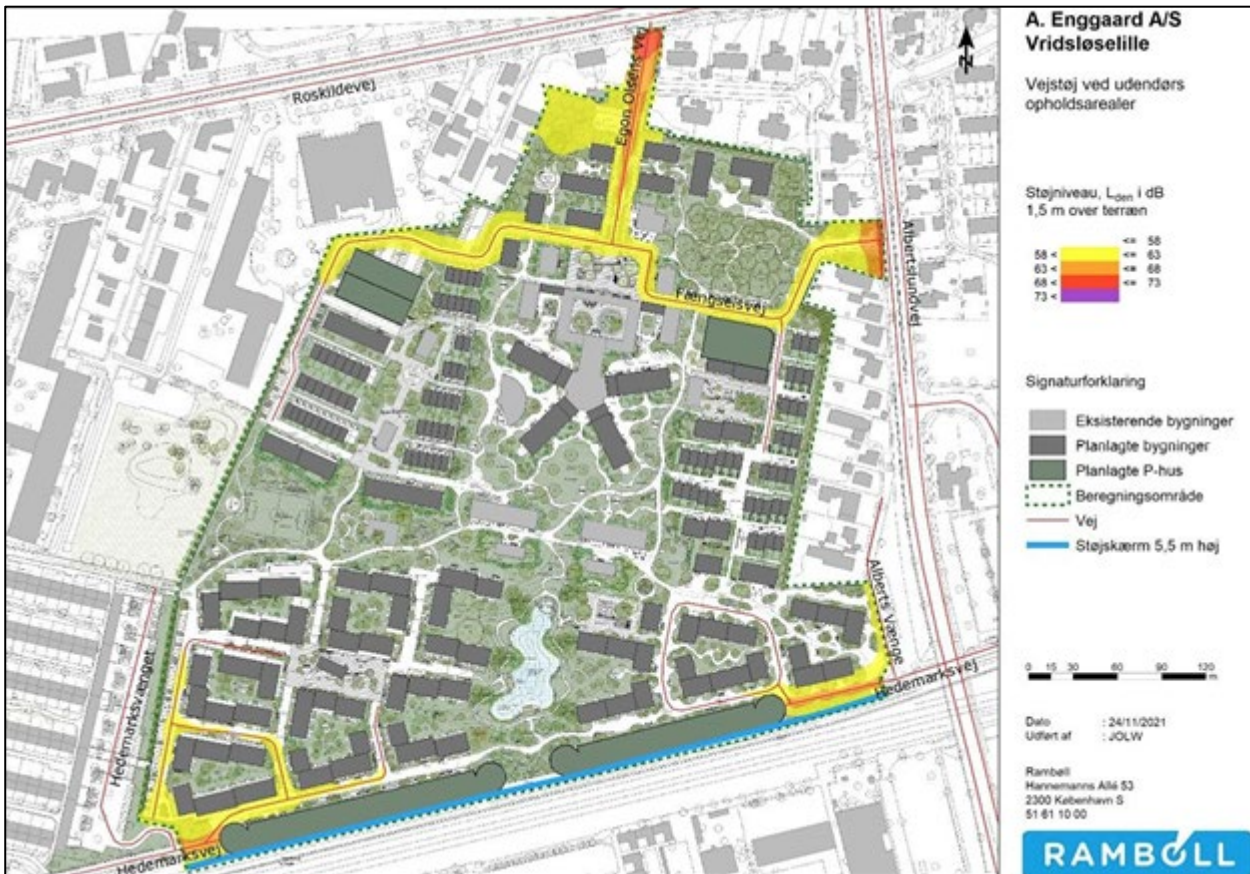 A. Enggaard A/S
Vridsløselille
Vejstøj ved udendørs
opholdsarealer
Støjniveau, Lden i dB
1,5 m over terræn
<= 58
58 < <= 63
63 < <= 68
68 < <= 73
73 <
Signaturforklaring
Eksisterende bygninger
Planlagte bygninger
Planlagte P-hus
Beregningsområde
Vej
Støjskærm 5,5 m høj
0 15 30 60 90 120
m
Dato : 24/11/2021
Udført af : JOLW
Rambøll
Hannemanns Allé 53
2300 København S
51 61 10 00
RAMBOLL
Z
Roskildevej
Egon Olsens Vej
Albertslundvej
Fængselsvej
Alberts Vænge
Hedemarksvænget
Hedemarksvej
Hedemarksvej